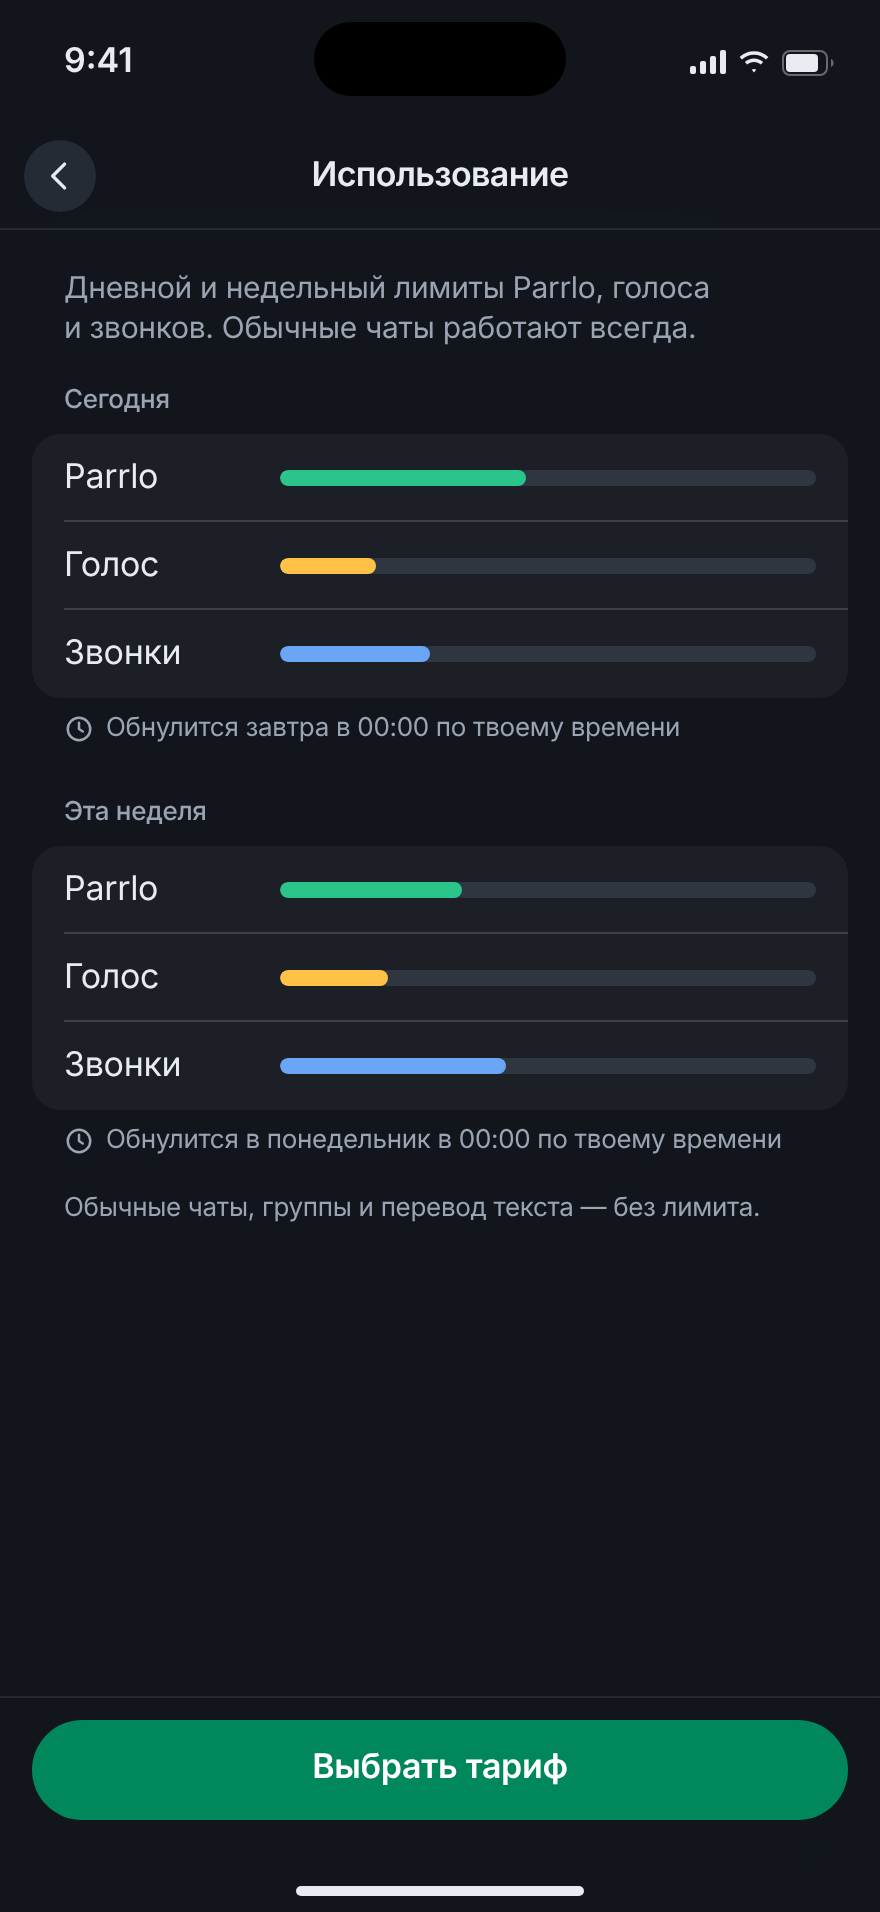 9:41
Использование
Дневной и недельный лимиты Parrlo, голоса
и звонков. Обычные чаты работают всегда.
Сегодня
Parrlo
Голос
Звонки
Обнулится завтра в 00:00 по твоему времени
Эта неделя
Parrlo
Голос
Звонки
Обнулится в понедельник в 00:00 по твоему времени
Обычные чаты, группы и перевод текста — без лимита.
Выбрать тариф